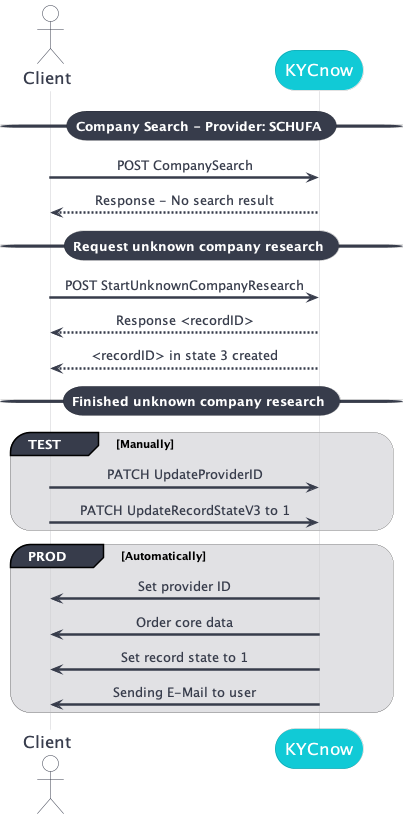 Client
KYCnow
Company Search - Provider: SCHUFA
POST CompanySearch
Response - No search result
Request unknown company research
POST StartUnknownCompanyResearch
Response <recordID>
<recordID> in state 3 created
Finished unknown company research
TEST [Manually]
PATCH UpdateProviderID
PATCH UpdateRecordStateV3 to 1
PROD [Automatically]
Set provider ID
Order core data
Set record state to 1
Sending E-Mail to user
Client
KYCnow